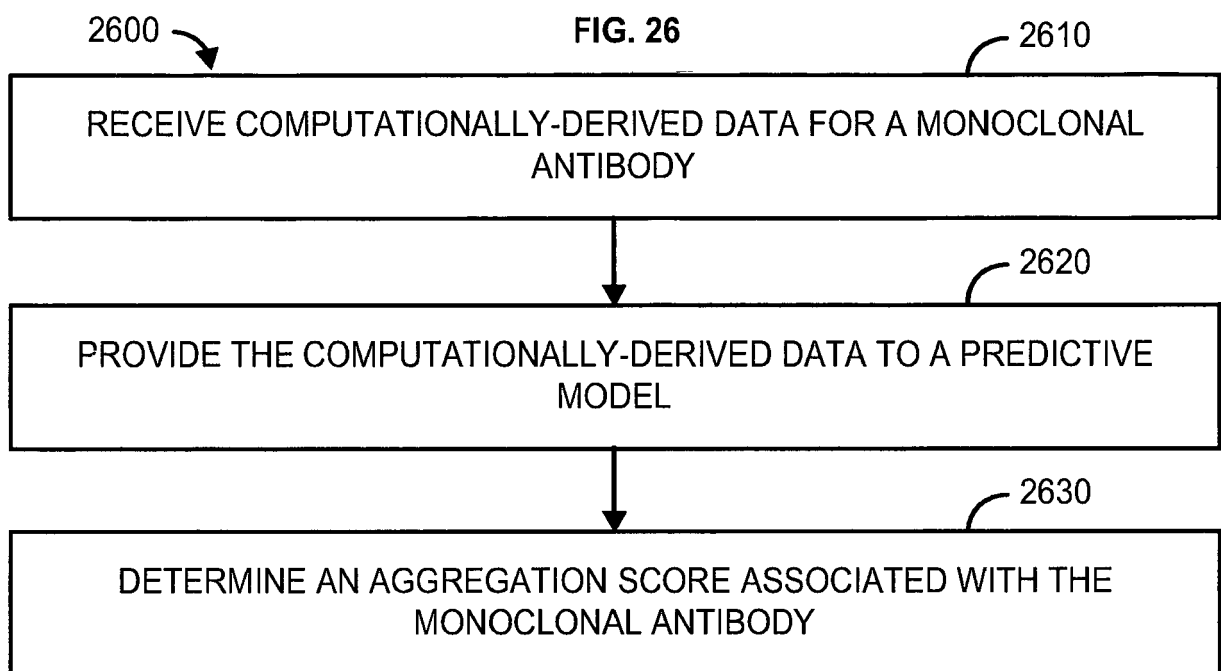 2600
FIG. 26
2610
RECEIVE COMPUTATIONALLY-DERIVED DATA FOR A MONOCLONAL
ANTIBODY
2620
PROVIDE THE COMPUTATIONALLY-DERIVED DATA TO A PREDICTIVE
MODEL
2630
DETERMINE AN AGGREGATION SCORE ASSOCIATED WITH THE
MONOCLONAL ANTIBODY